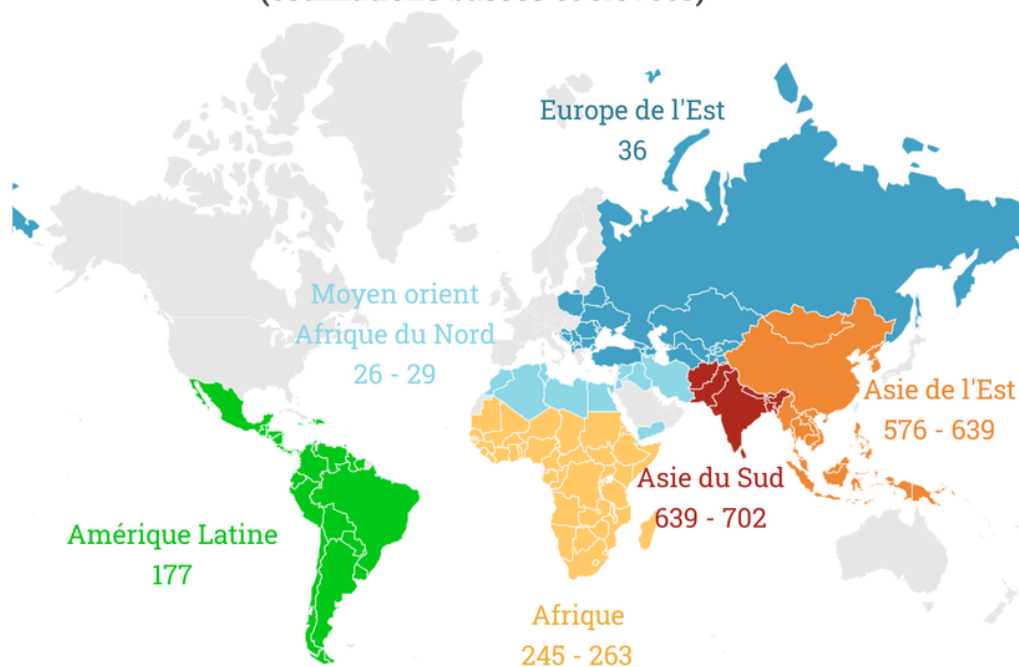 Europe de l'Est
36
Moyen orient
Afrique du Nord
26 - 29
Asie de l'Est
576 - 639
Asie du Sud
639 - 702
Amérique Latine
177
Afrique
245 - 263